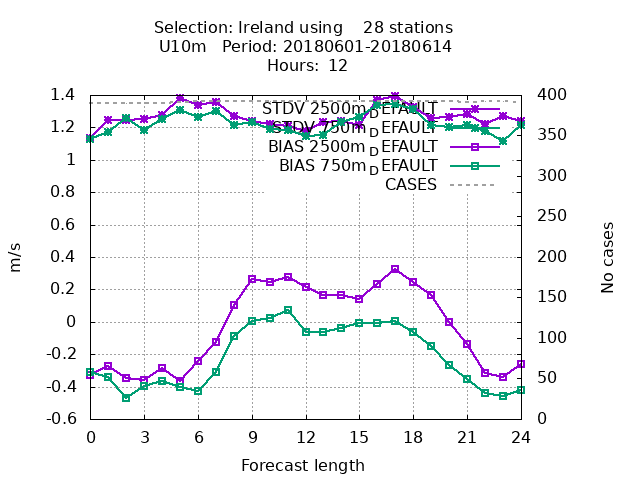 Selection: Ireland using    28 stations
U10m   Period: 20180601-20180614
Hours:  12
STDV 2500m_DEFAULT
STDV 750m_DEFAULT
BIAS 2500m_DEFAULT
BIAS 750m_DEFAULT
CASES
1.4
1.2
1
0.8
0.6
0.4
0.2
0
-0.2
-0.4
-0.6
m/s
400
350
300
250
200
150
100
50
0
No cases
0 3 6 9 12 15 18 21 24
Forecast length